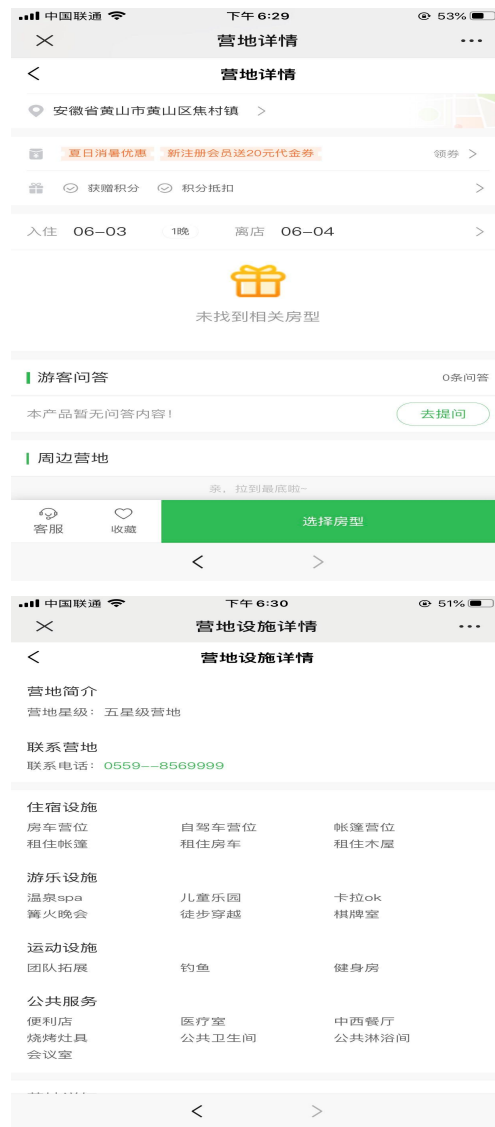 中国联通 下午6:29 53%
营地详情
营地详情
安徽省黄山市黄山区焦村镇 >
夏日消暑优惠 新注册会员送20元代金券 领券 >
获赠积分 积分抵扣 >
入住 06-03 1晚 离店 06-04 >
未找到相关房型
游客问答 0条问答
本产品暂无问答内容! 去提问
周边营地
亲，拉到最底啦~
客服 收藏 选择房型
中国联通 下午6:30 51%
营地设施详情
营地设施详情
营地简介
营地星级：五星级营地
联系营地
联系电话：0559--8569999
住宿设施
房车营位 自驾车营位 帐篷营位
租住帐篷 租住房车 租住木屋
游乐设施
温泉spa 儿童乐园 卡拉ok
篝火晚会 徒步穿越 棋牌室
运动设施
团队拓展 钓鱼 健身房
公共服务
便利店 医疗室 中西餐厅
烧烤灶具 公共卫生间 公共淋浴间
会议室